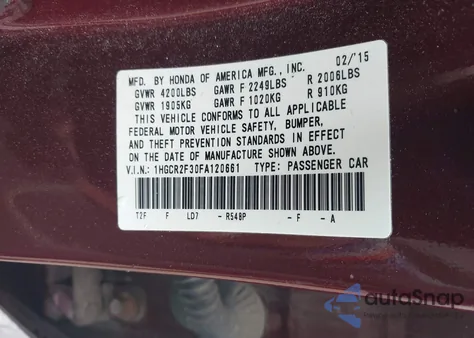 MFD. BY HONDA OF AMERICA MFG., INC. 02/'15
GVWR 4200LBS GAWR F 2249LBS R 2006LBS
GVWR 1905KG GAWR F 1020KG R 910KG
THIS VEHICLE CONFORMS TO ALL APPLICABLE
FEDERAL MOTOR VEHICLE SAFETY, BUMPER,
AND THEFT PREVENTION STANDARDS IN EFFECT
ON THE DATE OF MANUFACTURE SHOWN ABOVE.
V.I.N.: 1HGCR2F30FA120661 TYPE: PASSENGER CAR
T2F F LD7 - R548P - F - A
autoSnap